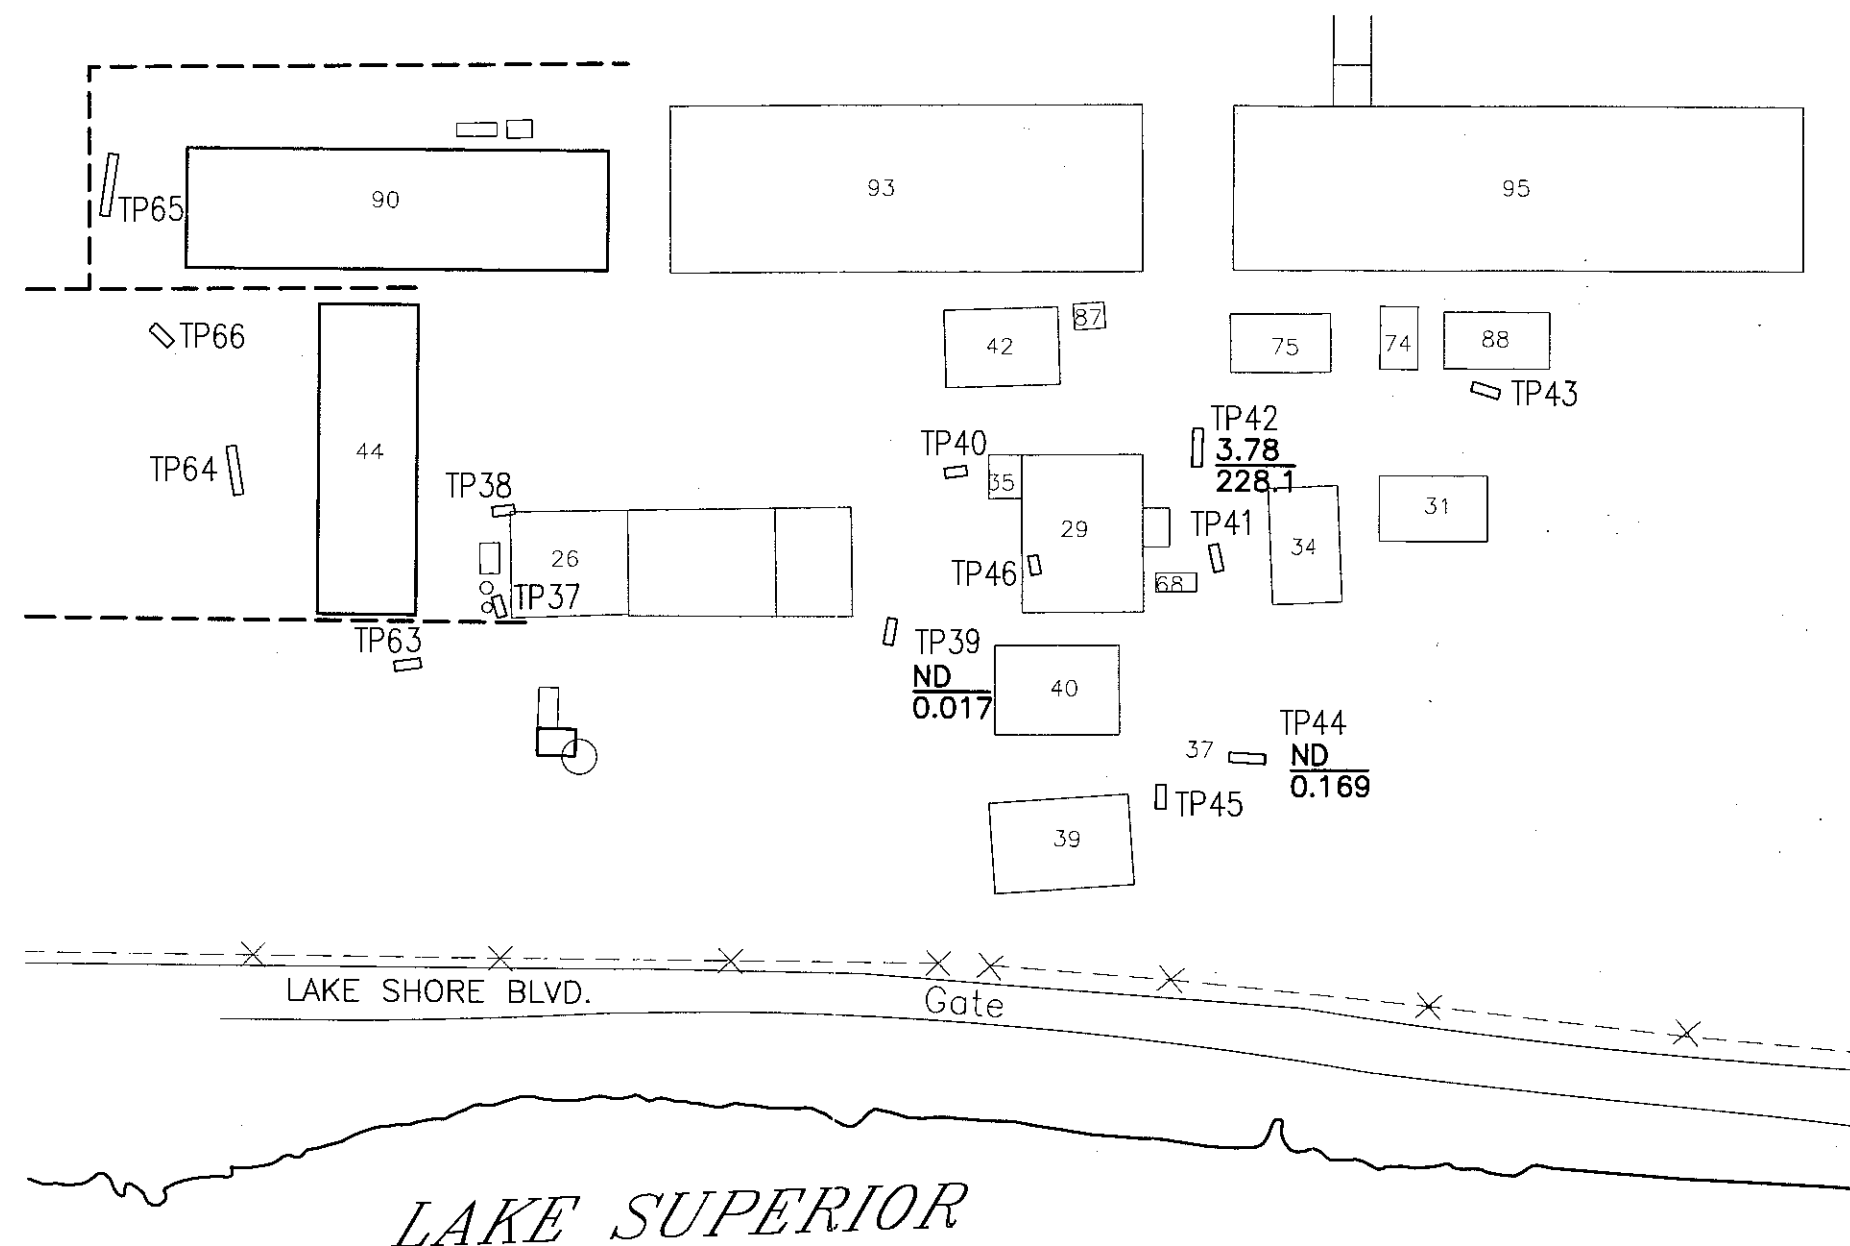 90
93
95
TP65
TP66
42
87
75
74
88
TP43
44
TP64
TP40
TP42
3.78
228.1
35
TP38
29
31
TP41
34
26
TP46
68
TP37
TP63
TP39
ND
0.017
40
TP44
37
ND
0.169
TP45
39
LAKE SHORE BLVD.
Gate
LAKE SUPERIOR